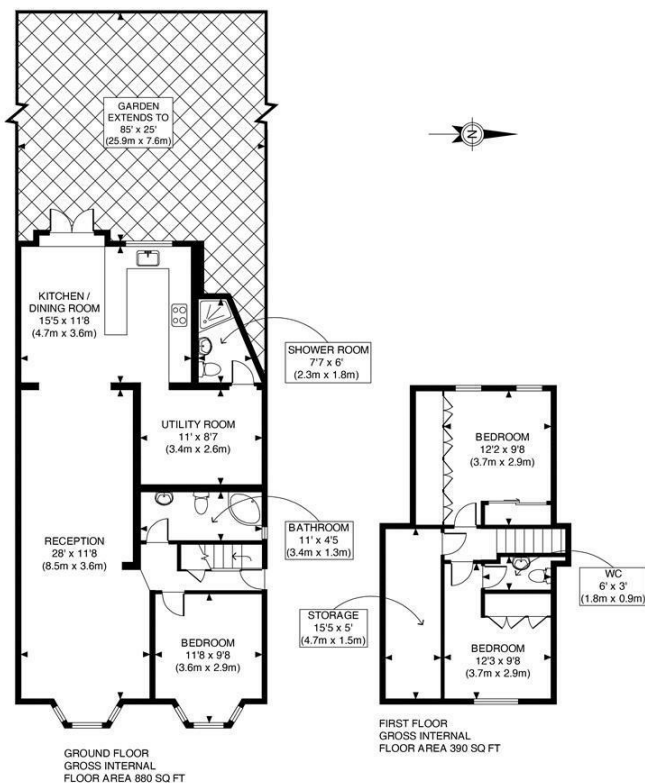 GARDEN
EXTENDS TO
85' x 25'
(25.9m x 7.6m)
N
KITCHEN /
DINING ROOM
15'5 x 11'8
(4.7m x 3.6m)
SHOWER ROOM
7'7 x 6'
(2.3m x 1.8m)
UTILITY ROOM
11' x 8'7
(3.4m x 2.6m)
BEDROOM
12'2 x 9'8
(3.7m x 2.9m)
RECEPTION
28' x 11'8
(8.5m x 3.6m)
BATHROOM
11' x 4'5
(3.4m x 1.3m)
WC
6' x 3'
(1.8m x 0.9m)
STORAGE
15'5 x 5'
(4.7m x 1.5m)
BEDROOM
11'8 x 9'8
(3.6m x 2.9m)
BEDROOM
12'3 x 9'8
(3.7m x 2.9m)
GROUND FLOOR
GROSS INTERNAL
FLOOR AREA 880 SQ FT
FIRST FLOOR
GROSS INTERNAL
FLOOR AREA 390 SQ FT